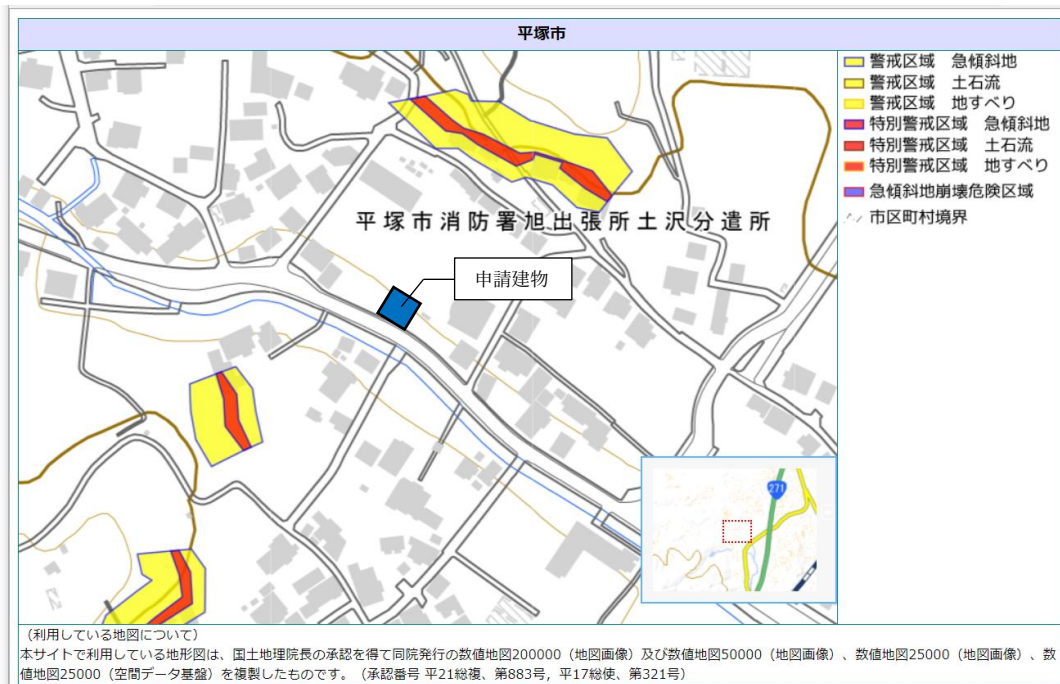 平塚市
警戒区域　急傾斜地
警戒区域　土石流
警戒区域　地すべり
特別警戒区域　急傾斜地
特別警戒区域　土石流
特別警戒区域　地すべり
急傾斜地崩壊危険区域
市区町村境界
平塚市消防署旭出張所土沢分遣所
申請建物
271
（利用している地図について）
本サイトで利用している地形図は、国土地理院長の承認を得て同院発行の数値地図200000（地図画像）及び数値地図50000（地図画像）、数値地図25000（地図画像）、数
値地図25000（空間データ基盤）を複製したものです。（承認番号 平21総複、第883号，平17総使、第321号）